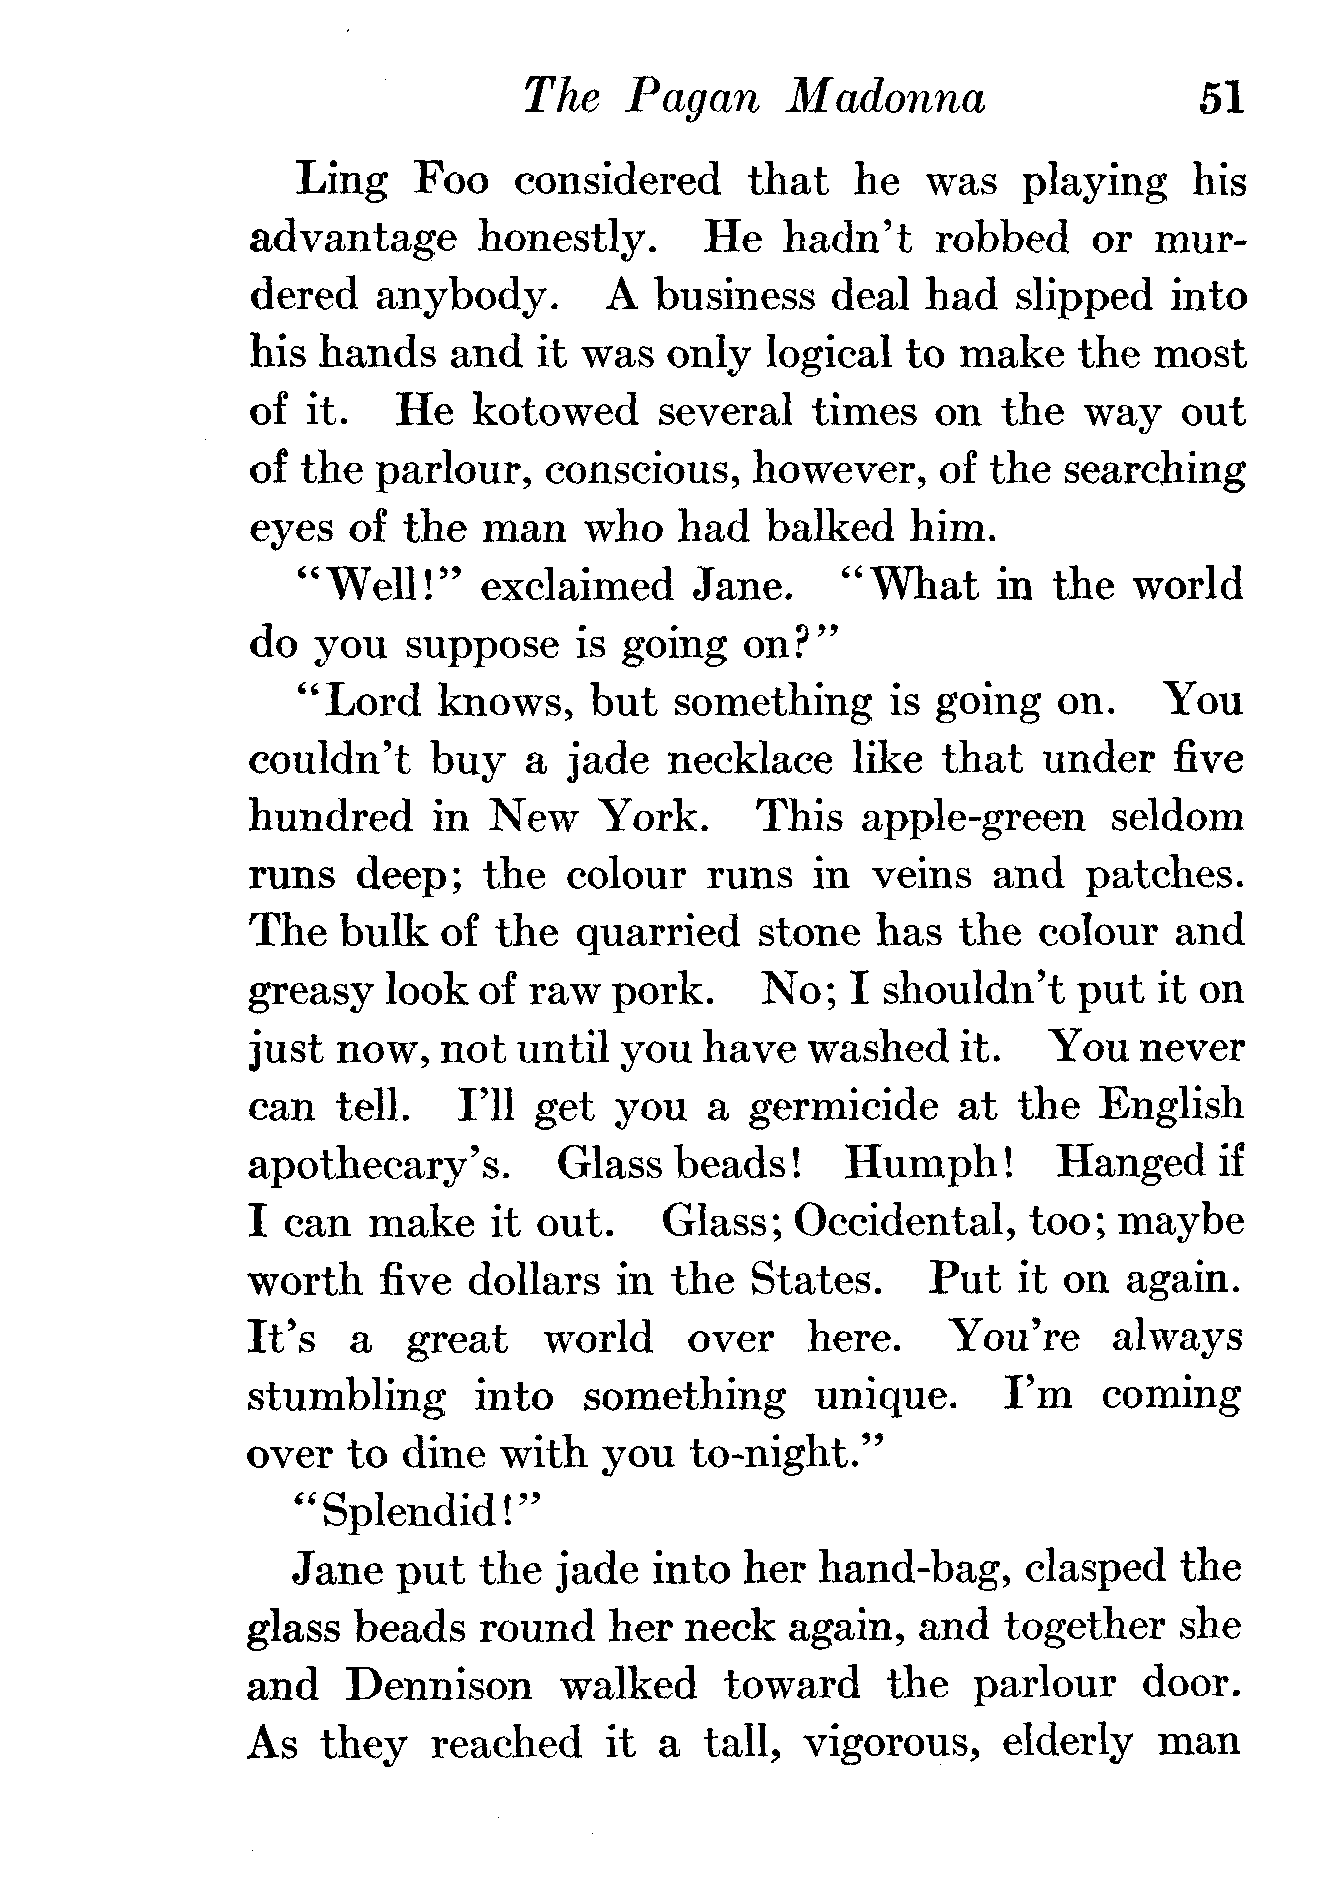 The Pagan Madonna 51
Ling Foo considered that he was playing his
advantage honestly. He hadn't robbed or mur-
dered anybody. A business deal had slipped into
his hands and it was only logical to make the most
of it. He kotowed several times on the way out
of the parlour, conscious, however, of the searching
eyes of the man who had balked him.
"Well!" exclaimed Jane. "What in the world
do you suppose is going on?"
"Lord knows, but something is going on. You
couldn't buy a jade necklace like that under five
hundred in New York. This apple-green seldom
runs deep; the colour runs in veins and patches.
The bulk of the quarried stone has the colour and
greasy look of raw pork. No; I shouldn't put it on
just now, not until you have washed it. You never
can tell. I'll get you a germicide at the English
apothecary's. Glass beads! Humph! Hanged if
I can make it out. Glass; Occidental, too; maybe
worth five dollars in the States. Put it on again.
It's a great world over here. You're always
stumbling into something unique. I'm coming
over to dine with you to-night."
"Splendid!"
Jane put the jade into her hand-bag, clasped the
glass beads round her neck again, and together she
and Dennison walked toward the parlour door.
As they reached it a tall, vigorous, elderly man